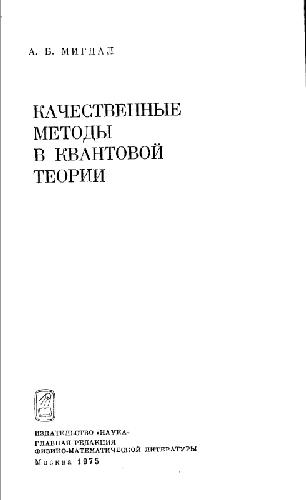 А. Б. МИГДАЛ
КАЧЕСТВЕННЫЕ
МЕТОДЫ
В КВАНТОВОЙ
ТЕОРИИ
ИЗДАТЕЛЬСТВО «НАУКА»
ГЛАВНАЯ РЕДАКЦИЯ
ФИЗИКО-МАТЕМАТИЧЕСКОЙ ЛИТЕРАТУРЫ
Москва 1975